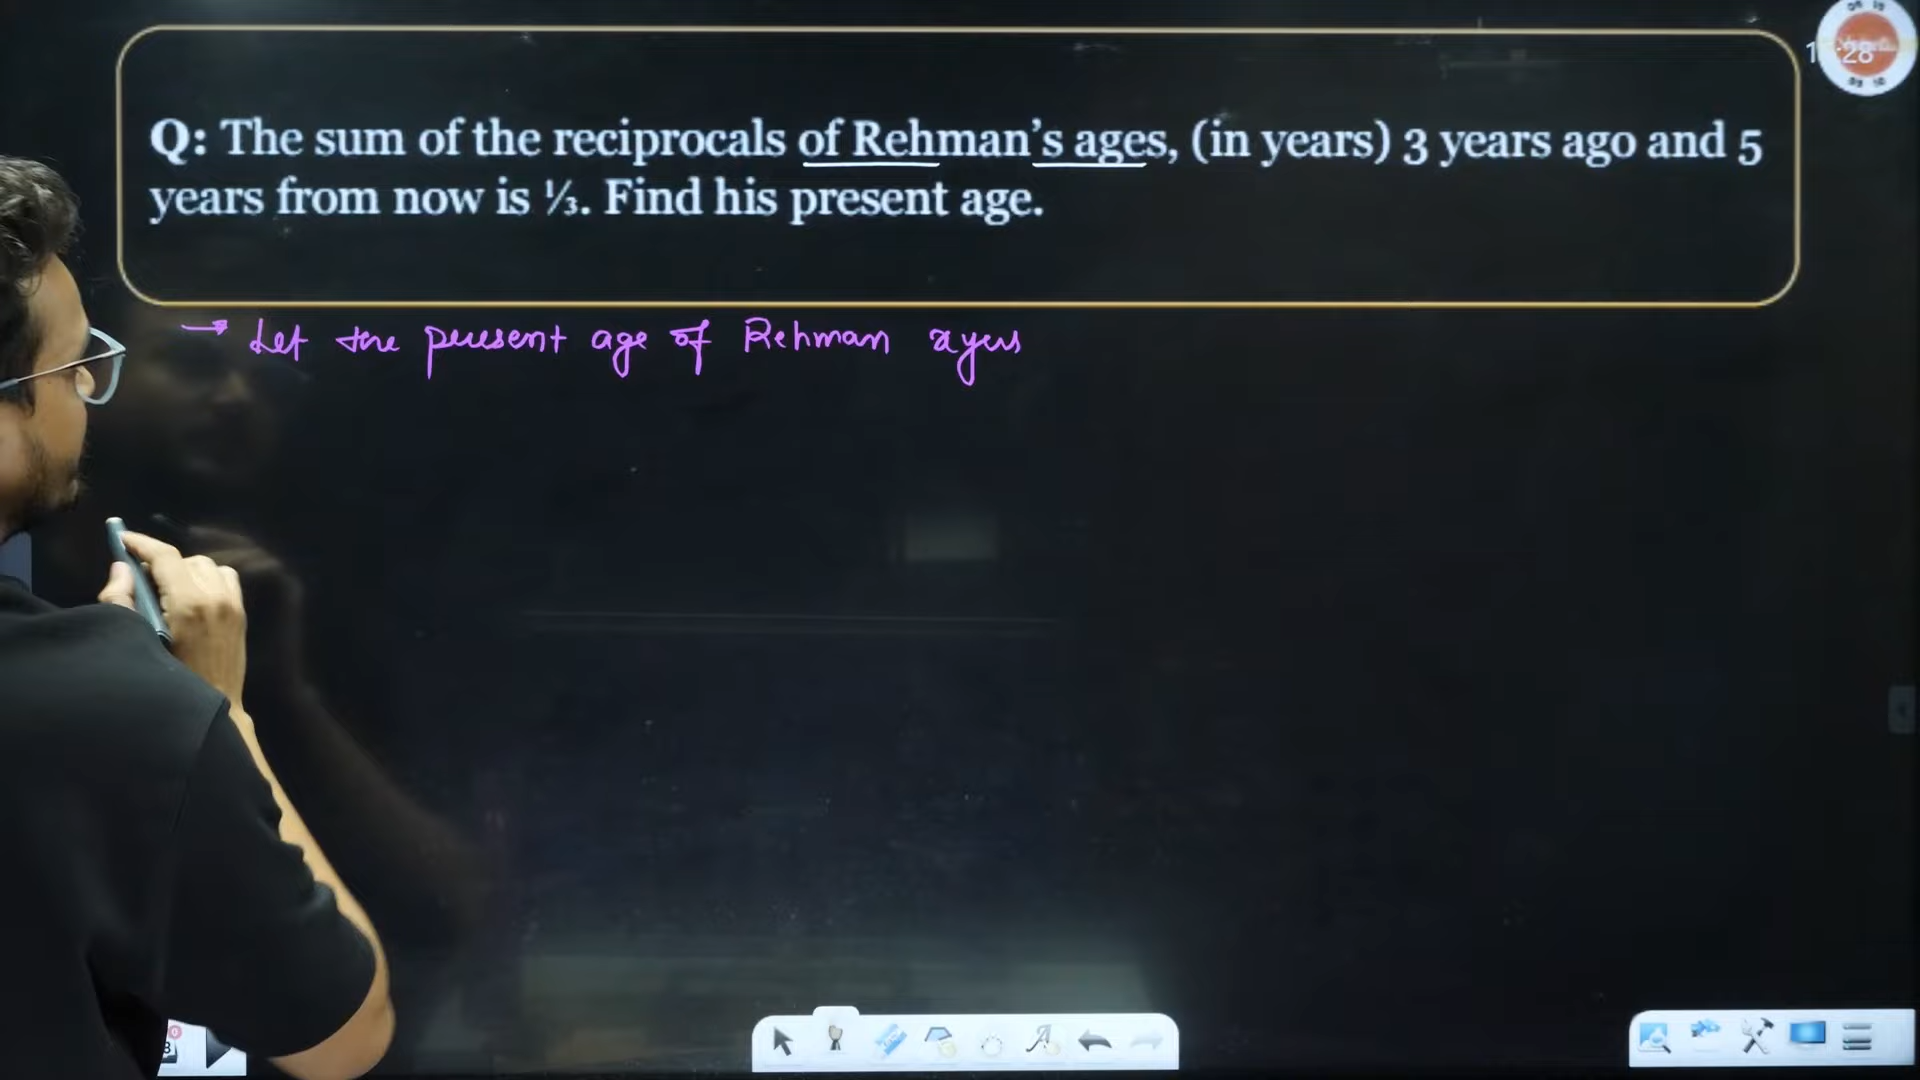 Q: The sum of the reciprocals of Rehman's ages, (in years) 3 years ago and 5
years from now is ⅓. Find his present age.
→ Let the present age of Rehman x years